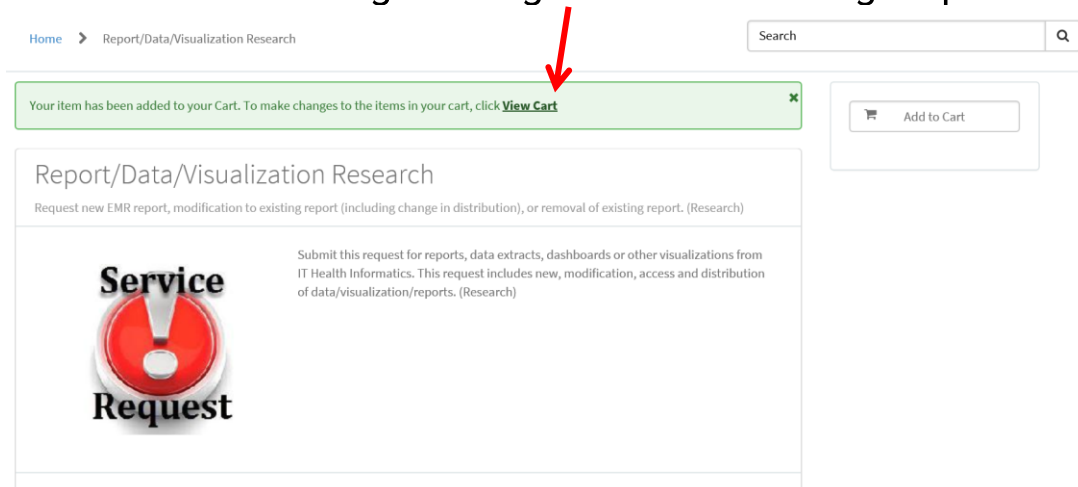 Home > Report/Data/Visualization Research
Search
Your item has been added to your Cart. To make changes to the items in your cart, click View Cart
Add to Cart
Report/Data/Visualization Research
Request new EMR report, modification to existing report (including change in distribution), or removal of existing report. (Research)
Submit this request for reports, data extracts, dashboards or other visualizations from
IT Health Informatics. This request includes new, modification, access and distribution
of data/visualization/reports. (Research)
Service
Request